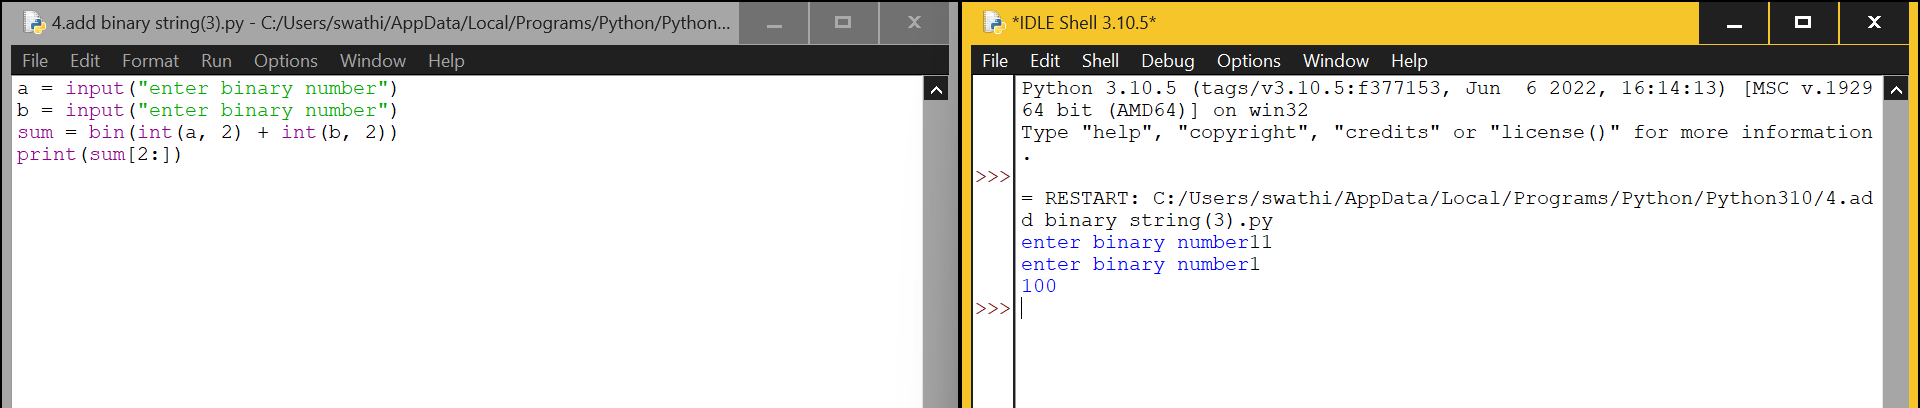 4.add binary string(3).py - C:/Users/swathi/AppData/Local/Programs/Python/Python...
File Edit Format Run Options Window Help
a = input("enter binary number")
b = input("enter binary number")
sum = bin(int(a, 2) + int(b, 2))
print(sum[2:])
*IDLE Shell 3.10.5*
File Edit Shell Debug Options Window Help
Python 3.10.5 (tags/v3.10.5:f377153, Jun  6 2022, 16:14:13) [MSC v.1929
64 bit (AMD64)] on win32
Type "help", "copyright", "credits" or "license()" for more information
.
>>>
= RESTART: C:/Users/swathi/AppData/Local/Programs/Python/Python310/4.ad
d binary string(3).py
enter binary number11
enter binary number1
100
>>>